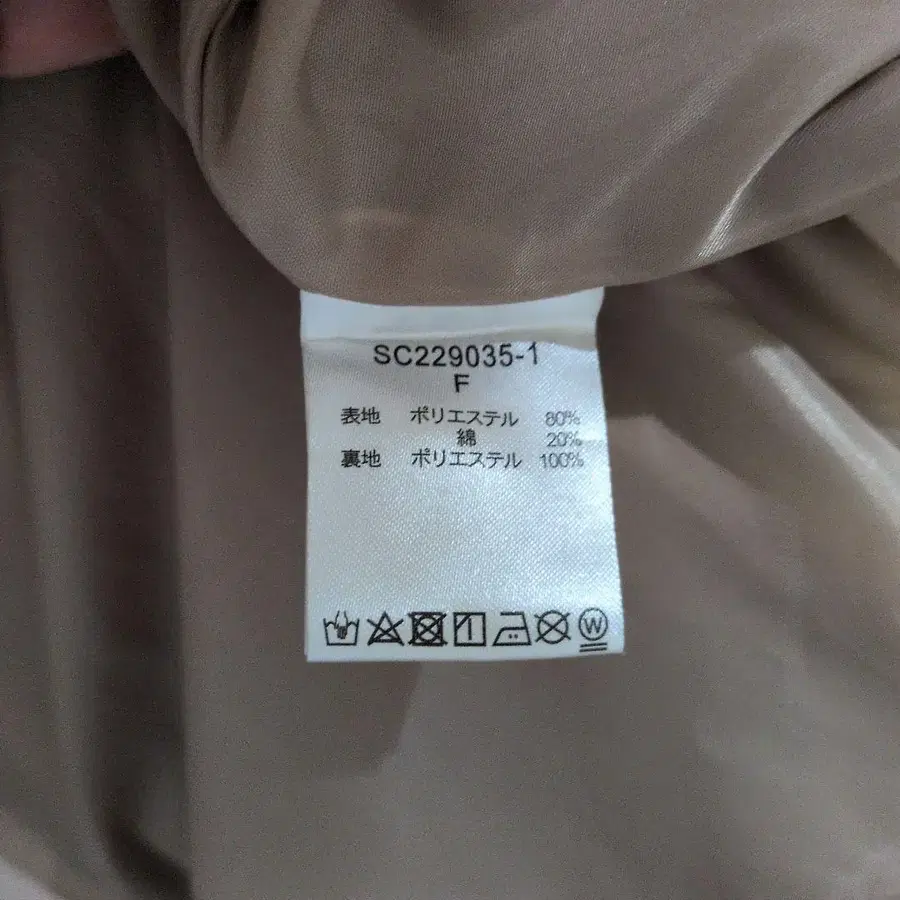 SC229035-1
F
表地 ポリエステル 80%
綿 20%
裏地 ポリエステル 100%
W